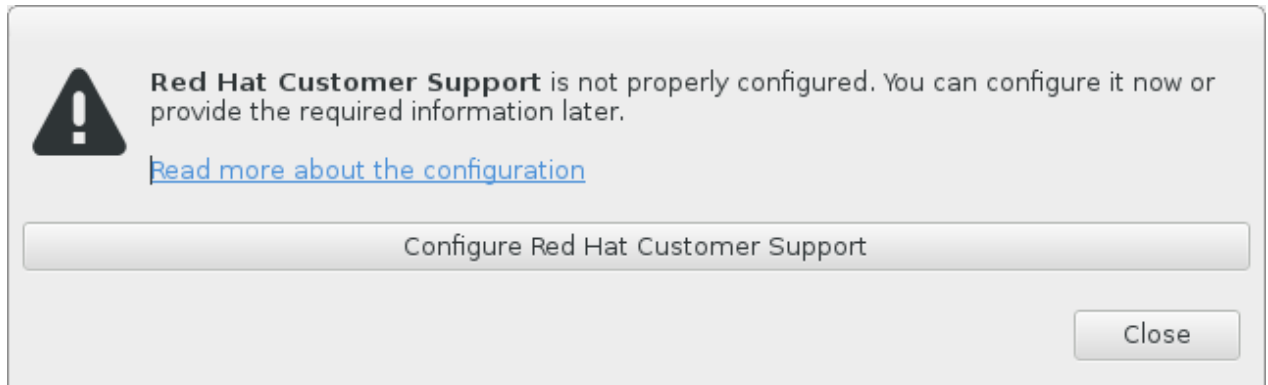 Red Hat Customer Support is not properly configured. You can configure it now or
provide the required information later.
Read more about the configuration
Configure Red Hat Customer Support
Close